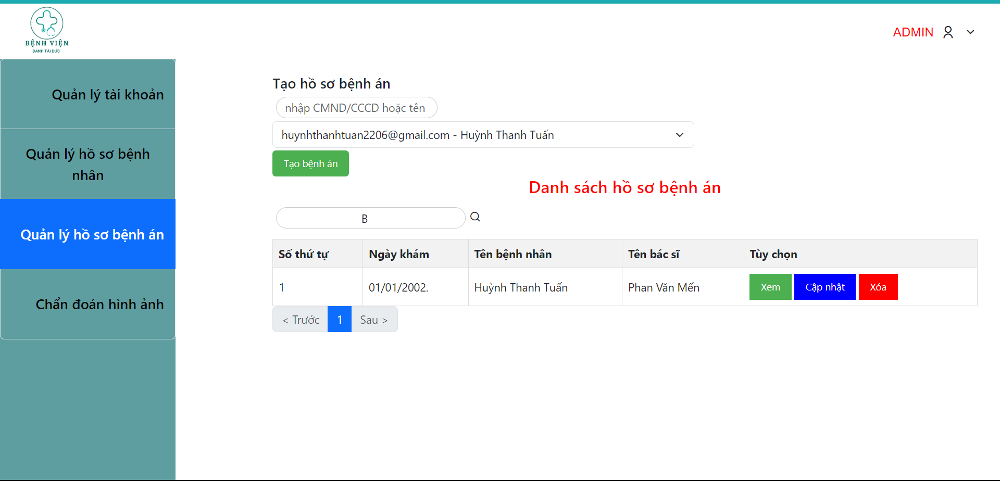 BỆNH VIỆN
DANH TÀI ĐỨC
ADMIN
Quản lý tài khoản
Quản lý hồ sơ bệnh
nhân
Quản lý hồ sơ bệnh án
Chẩn đoán hình ảnh
Tạo hồ sơ bệnh án
nhập CMND/CCCD hoặc tên
huynhthanhtuan2206@gmail.com - Huỳnh Thanh Tuấn
Tạo bệnh án
Danh sách hồ sơ bệnh án
B
Số thứ tự Ngày khám Tên bệnh nhân Tên bác sĩ Tùy chọn
1 01/01/2002. Huỳnh Thanh Tuấn Phan Văn Mến Xem Cập nhật Xóa
< Trước 1 Sau >